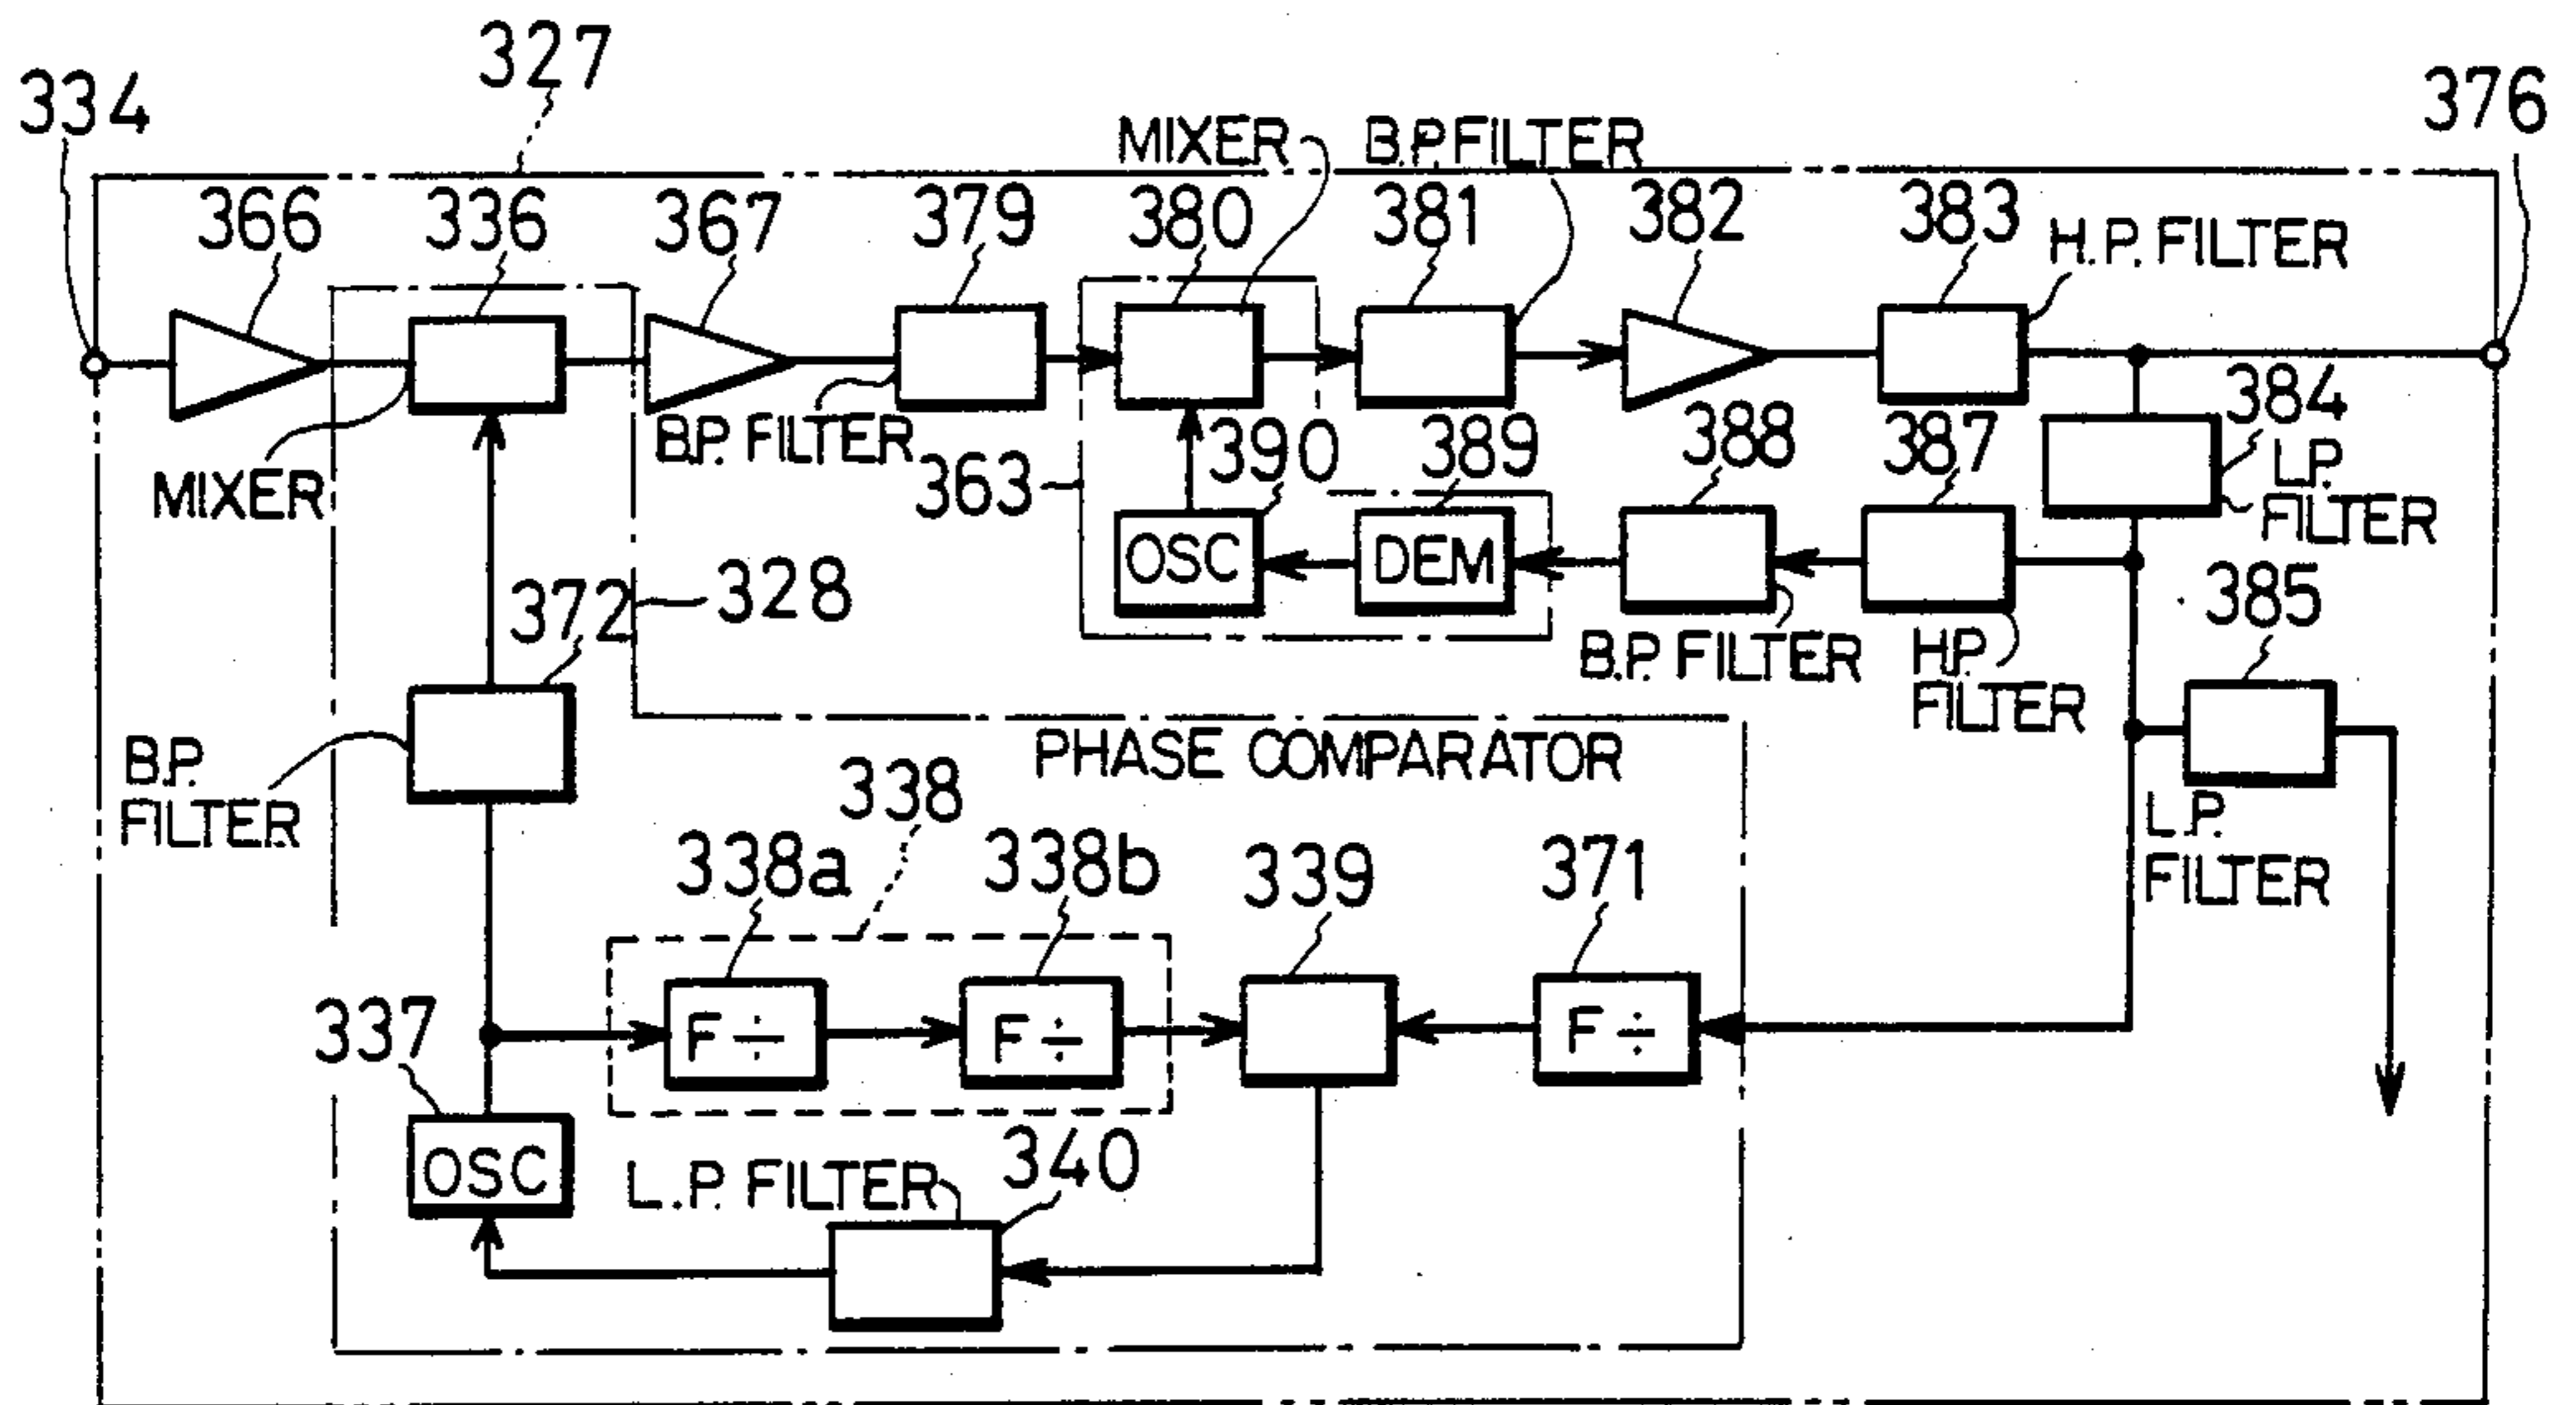 327
334
376
MIXER
B.P. FILTER
366
336
367
379
380
381
382
383
H.P. FILTER
384
L.P.
FILTER
MIXER
B.P. FILTER
363
390
389
388
387
OSC
DEM
372
328
385
B.P. FILTER
H.P.
FILTER
B.P.
FILTER
PHASE COMPARATOR
338
L.P.
FILTER
338a
338b
339
371
337
F÷
F÷
F÷
OSC
L.P. FILTER
340